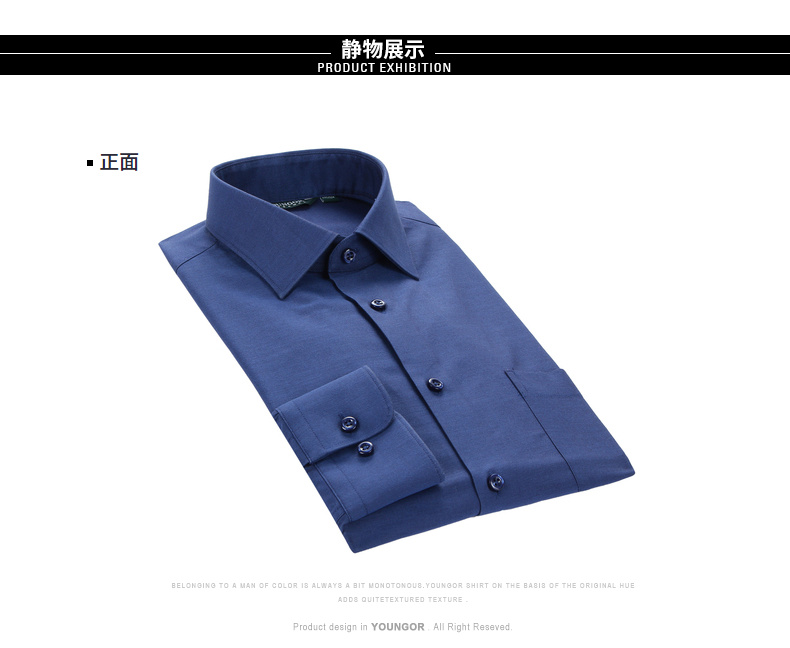 静物展示
PRODUCT EXHIBITION
正面
BELONGING TO A MAN OF COLOR IS ALWAYS A BIT MONOTONOUS.YOUNGOR SHIRT ON THE BASIS OF THE ORIGINAL HUE
ADDS QUITETEXTURED TEXTURE .
Product design in YOUNGOR . All Right Reseved.